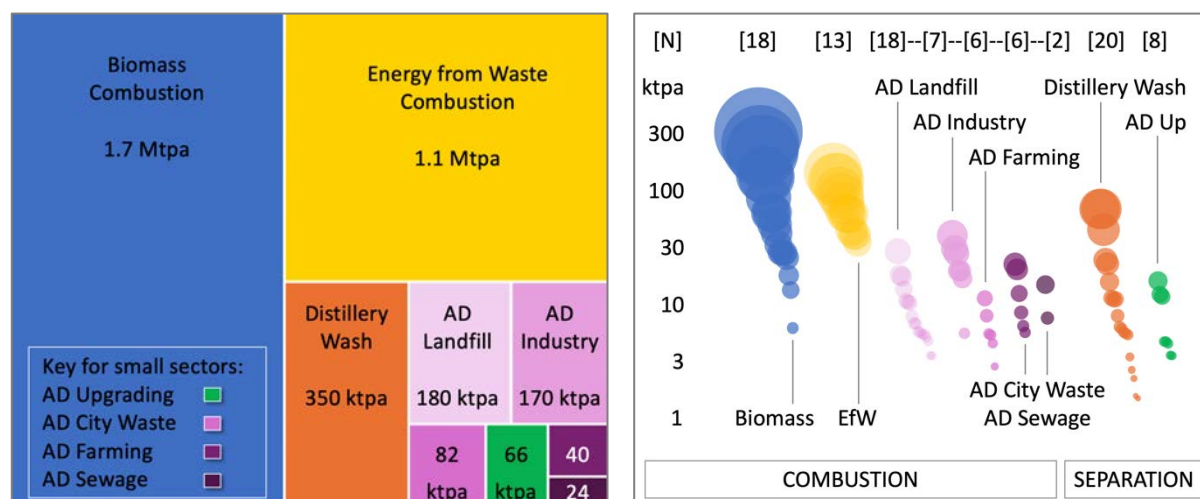 Biomass
Combustion
1.7 Mtpa
Energy from Waste
Combustion
1.1 Mtpa
Distillery
Wash
350 ktpa
AD
Landfill
180 ktpa
AD
Industry
170 ktpa
82
ktpa
66
ktpa
40
24
Key for small sectors:
AD Upgrading
AD City Waste
AD Farming
AD Sewage
[N] [18] [13] [18]--[7]--[6]--[6]--[2] [20] [8]
ktpa
300
100
30
10
3
1
AD Landfill
AD Industry
AD Farming
Distillery Wash
AD Up
Biomass
EfW
AD City Waste
AD Sewage
COMBUSTION
SEPARATION